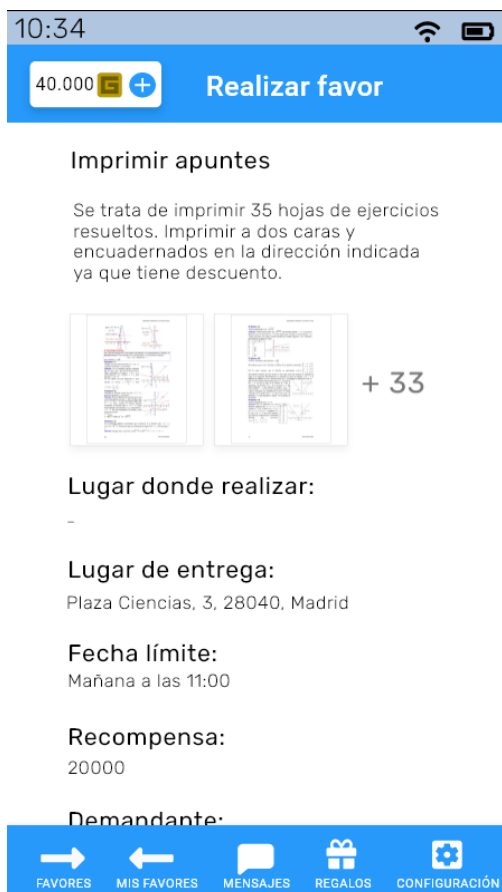 10:34
40.000 G +
Realizar favor
Imprimir apuntes
Se trata de imprimir 35 hojas de ejercicios
resueltos. Imprimir a dos caras y
encuadernados en la dirección indicada
ya que tiene descuento.
+ 33
Lugar donde realizar:
-
Lugar de entrega:
Plaza Ciencias, 3, 28040, Madrid
Fecha límite:
Mañana a las 11:00
Recompensa:
20000
Demandante:
FAVORES MIS FAVORES MENSAJES REGALOS CONFIGURACIÓN